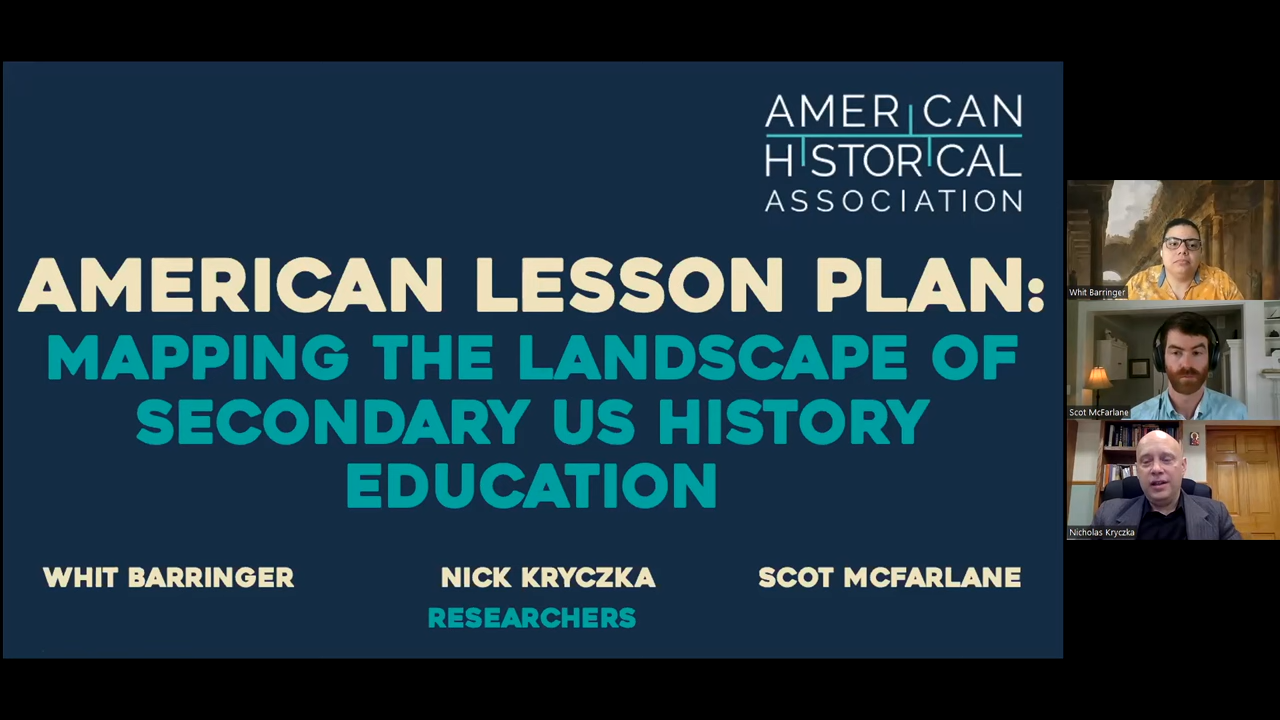 AMERICAN
HISTORICAL
ASSOCIATION
AMERICAN LESSON PLAN:
MAPPING THE LANDSCAPE OF
SECONDARY US HISTORY
EDUCATION
WHIT BARRINGER
NICK KRYCZKA
SCOT MCFARLANE
RESEARCHERS
Whit Barringer
Scot McFarlane
Nicholas Kryczka